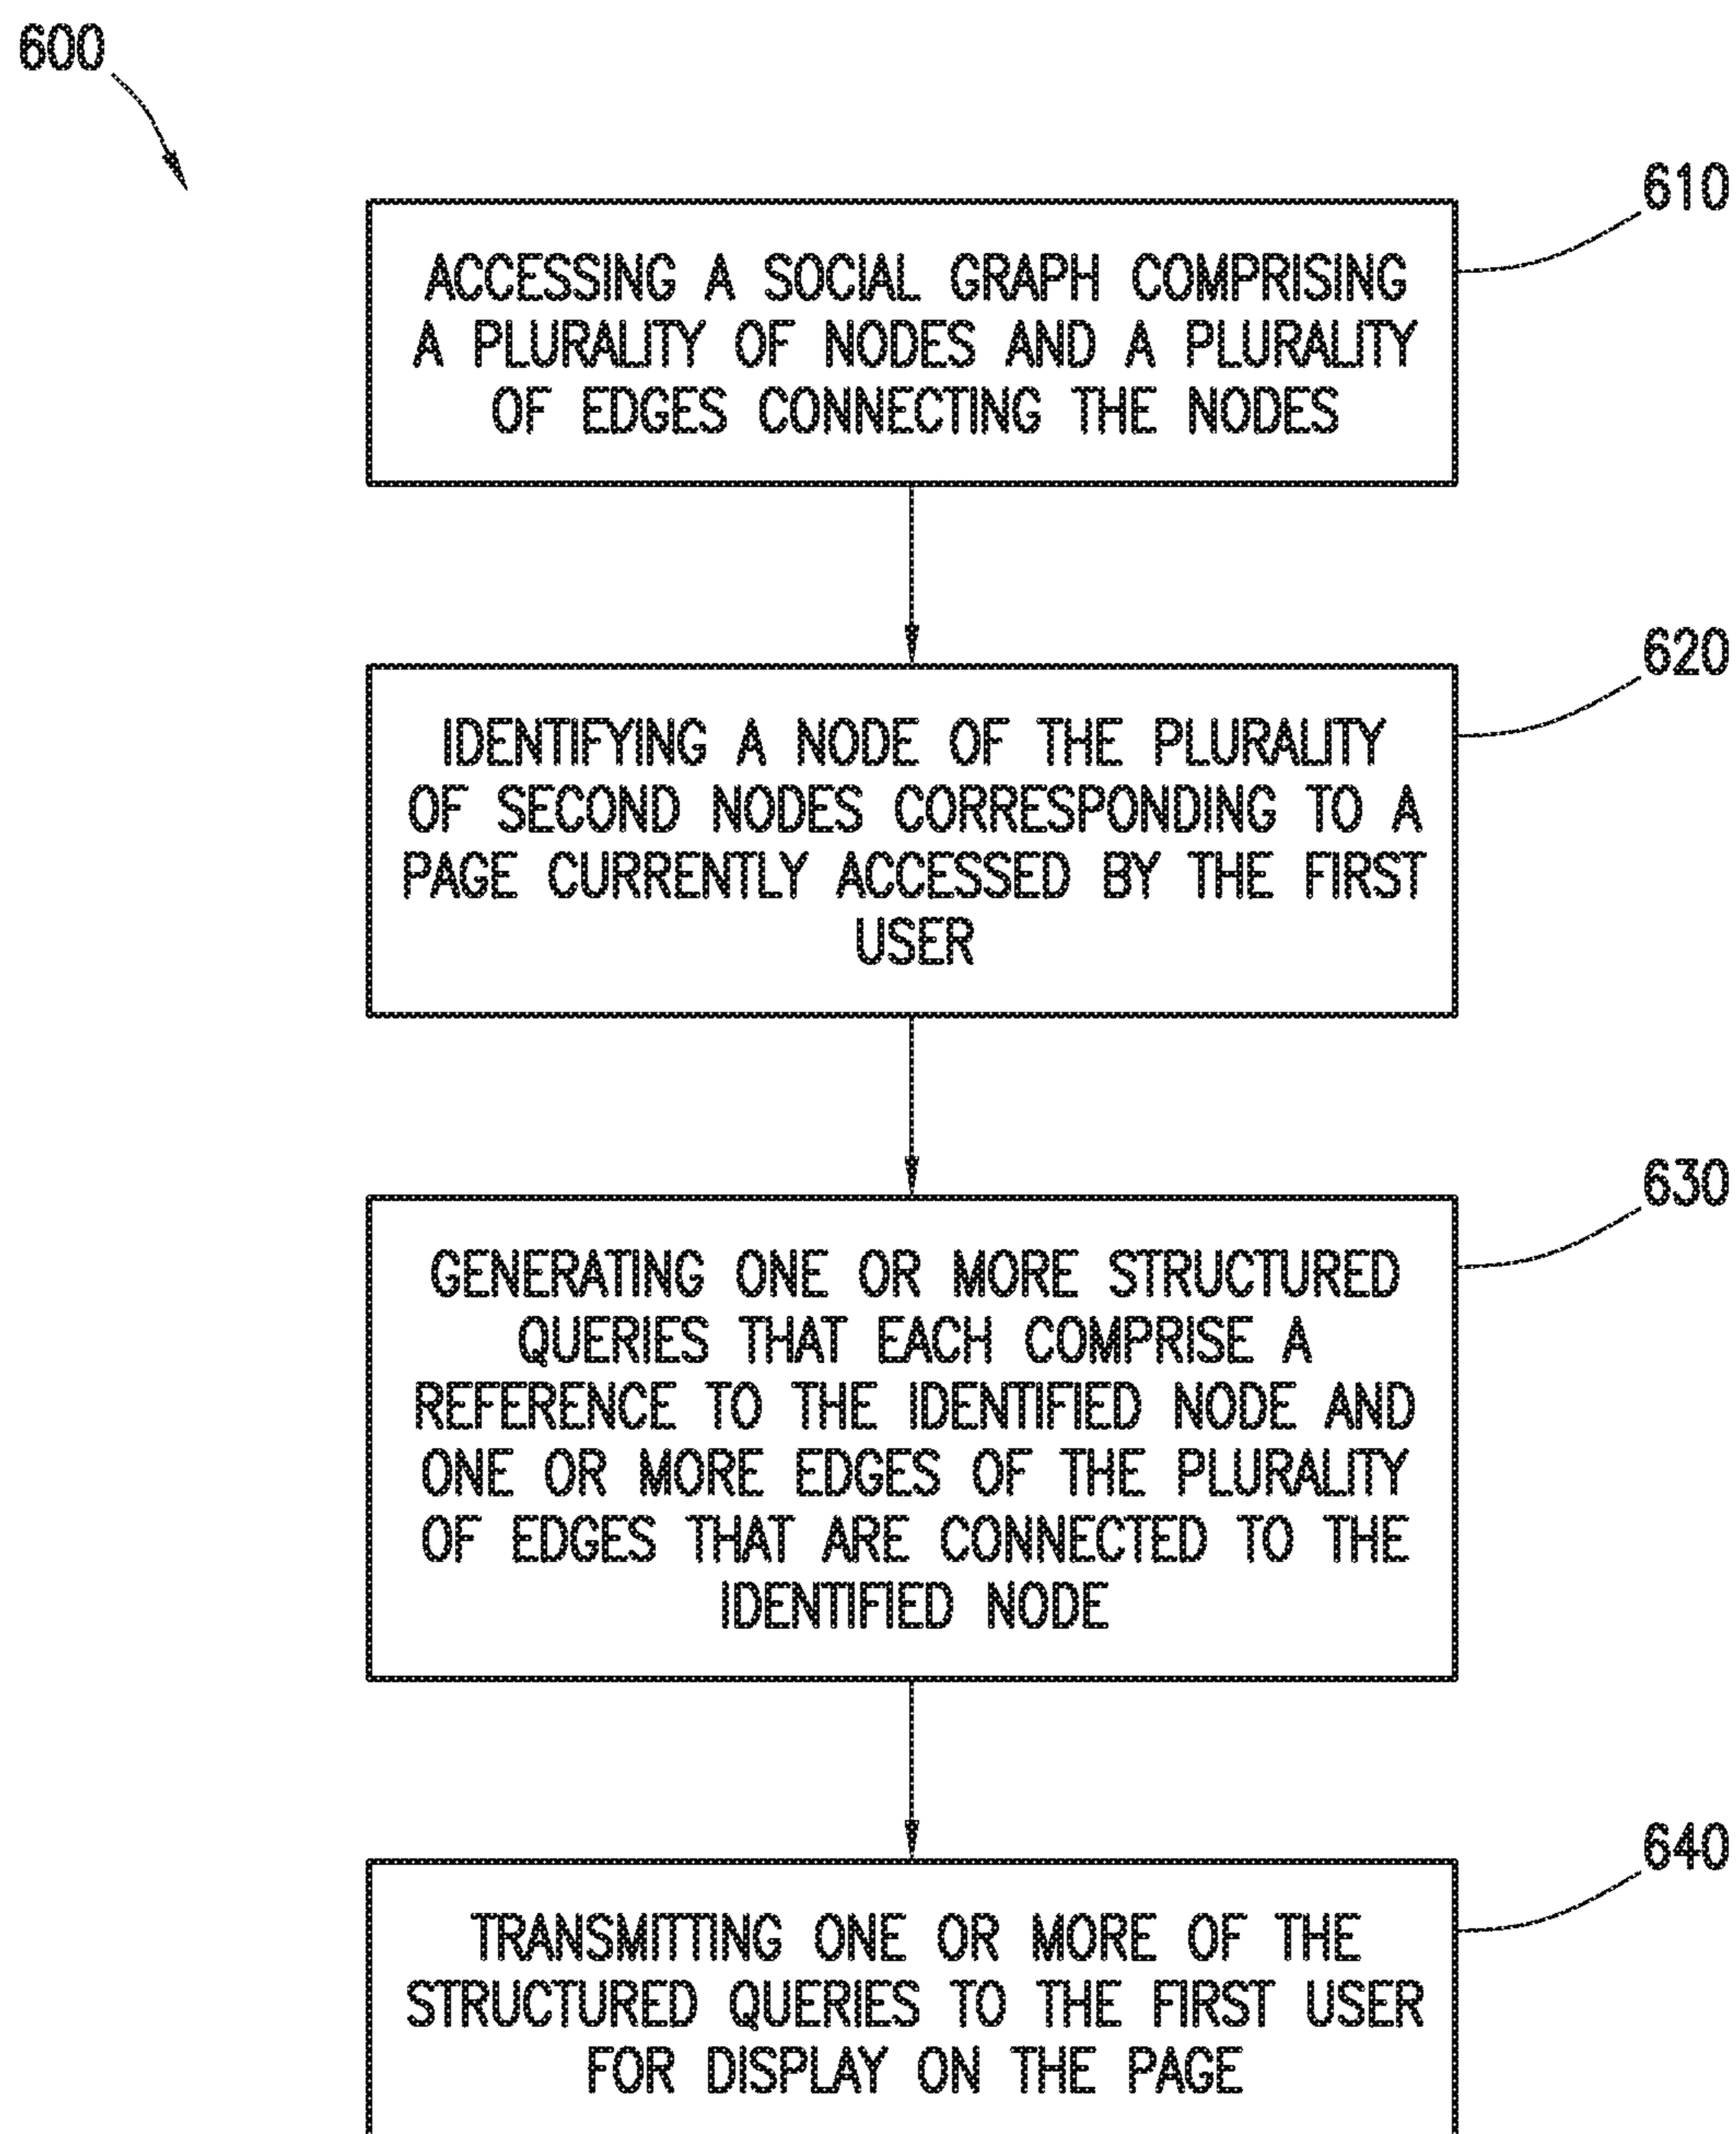 600
610
ACCESSING A SOCIAL GRAPH COMPRISING
A PLURALITY OF NODES AND A PLURALITY
OF EDGES CONNECTING THE NODES
620
IDENTIFYING A NODE OF THE PLURALITY
OF SECOND NODES CORRESPONDING TO A
PAGE CURRENTLY ACCESSED BY THE FIRST
USER
630
GENERATING ONE OR MORE STRUCTURED
QUERIES THAT EACH COMPRISE A
REFERENCE TO THE IDENTIFIED NODE AND
ONE OR MORE EDGES OF THE PLURALITY
OF EDGES THAT ARE CONNECTED TO THE
IDENTIFIED NODE
640
TRANSMITTING ONE OR MORE OF THE
STRUCTURED QUERIES TO THE FIRST USER
FOR DISPLAY ON THE PAGE